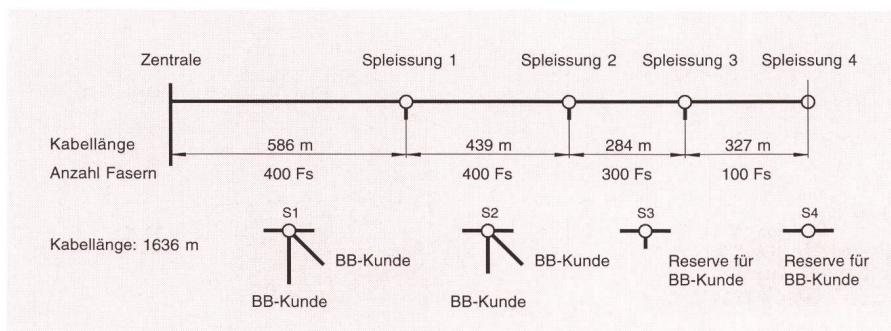 Zentrale Spleissung 1 Spleissung 2 Spleissung 3 Spleissung 4
Kabellänge 586 m 439 m 284 m 327 m
Anzahl Fasern 400 Fs 400 Fs 300 Fs 100 Fs
S1 S2 S3 S4
Kabellänge: 1636 m
BB-Kunde BB-Kunde Reserve für Reserve für
BB-Kunde BB-Kunde
BB-Kunde BB-Kunde